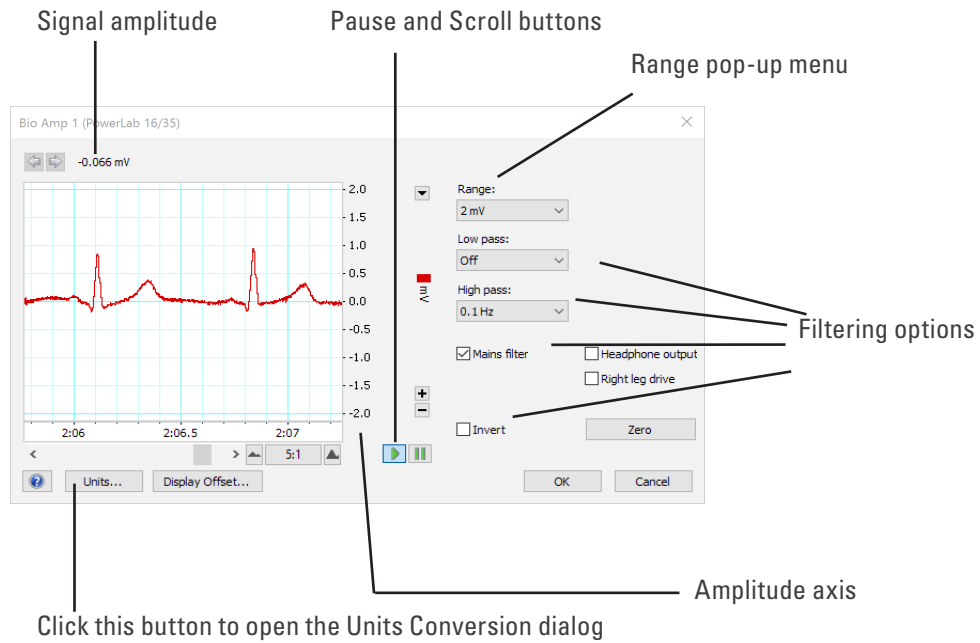 Signal amplitude
Pause and Scroll buttons
Range pop-up menu
Bio Amp 1 (PowerLab 16/35)
-0.066 mV
2.0
1.5
1.0
0.5
0.0
-0.5
-1.0
-1.5
-2.0
2:06
2:06.5
2:07
5:1
mV
Range:
2 mV
Low pass:
Off
High pass:
0.1 Hz
Filtering options
Mains filter
Headphone output
Right leg drive
Invert
Zero
Units...
Display Offset...
OK
Cancel
Amplitude axis
Click this button to open the Units Conversion dialog